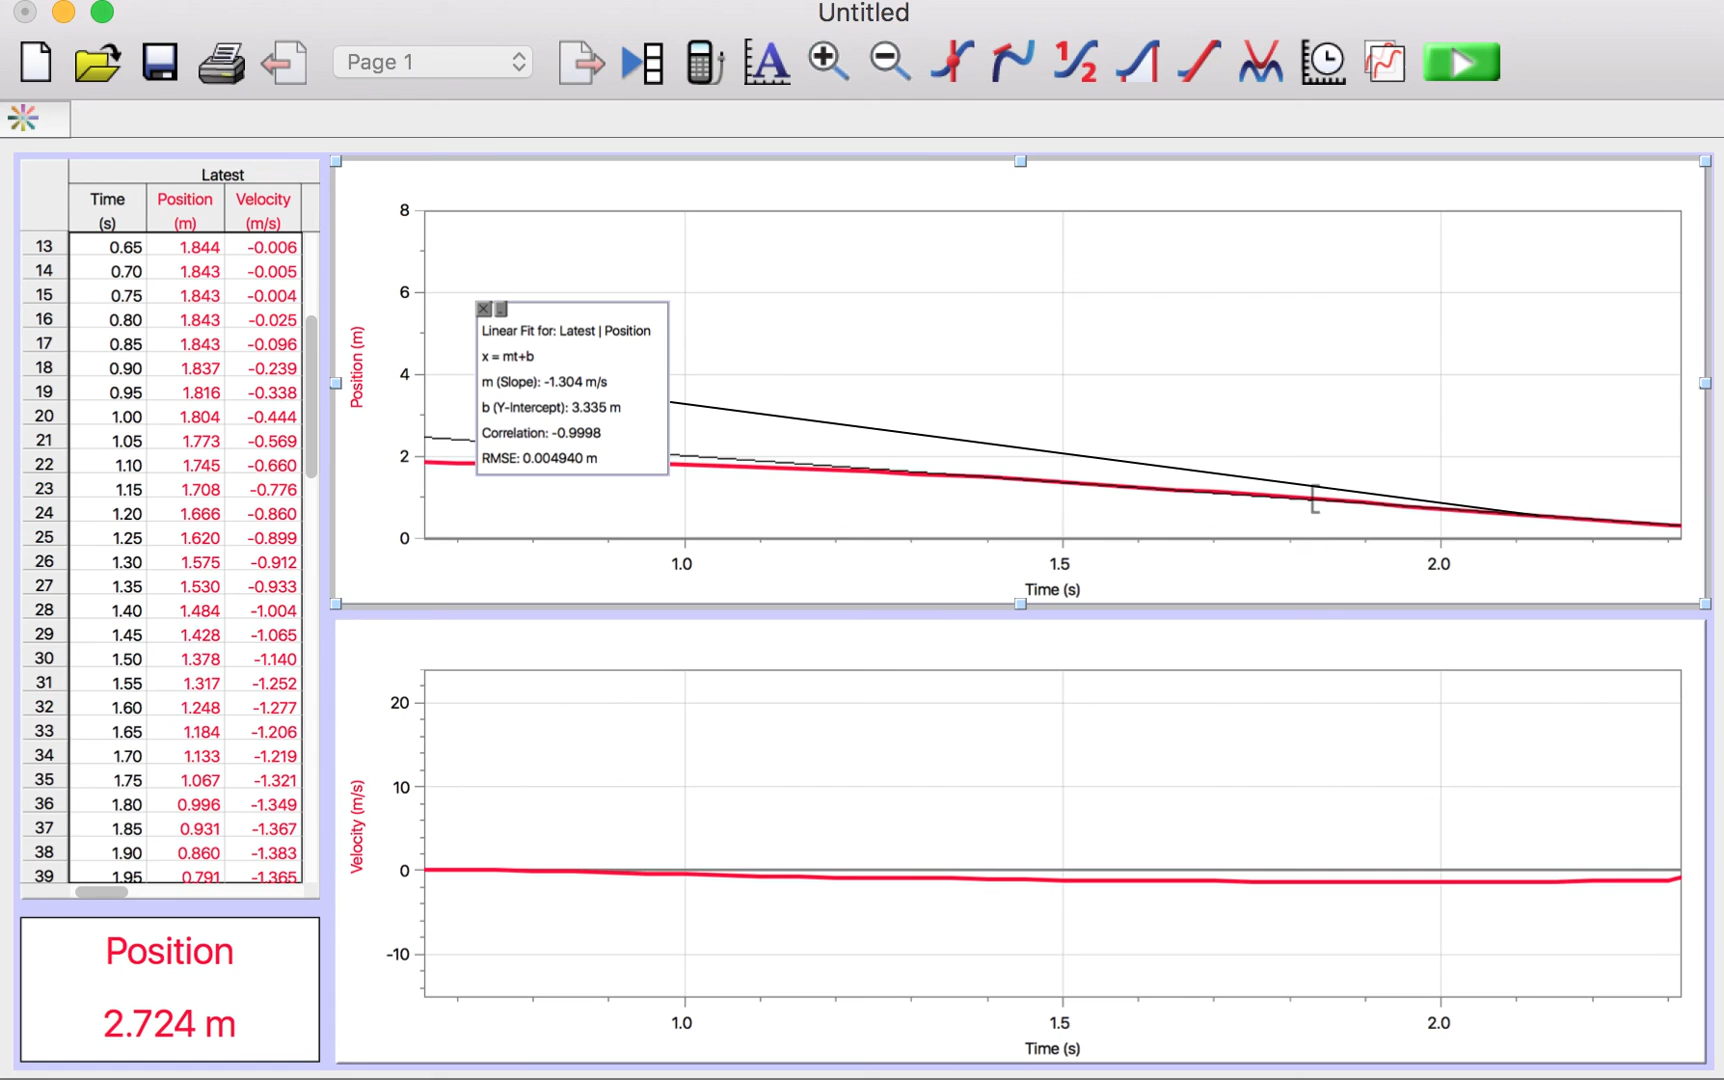 Untitled
Page 1
A
1/2
Latest
Time Position Velocity
(s) (m) (m/s)
13 0.65 1.844 -0.006
14 0.70 1.843 -0.005
15 0.75 1.843 -0.004
16 0.80 1.843 -0.025
17 0.85 1.843 -0.096
18 0.90 1.837 -0.239
19 0.95 1.816 -0.338
20 1.00 1.804 -0.444
21 1.05 1.773 -0.569
22 1.10 1.745 -0.660
23 1.15 1.708 -0.776
24 1.20 1.666 -0.860
25 1.25 1.620 -0.899
26 1.30 1.575 -0.912
27 1.35 1.530 -0.933
28 1.40 1.484 -1.004
29 1.45 1.428 -1.065
30 1.50 1.378 -1.140
31 1.55 1.317 -1.252
32 1.60 1.248 -1.277
33 1.65 1.184 -1.206
34 1.70 1.133 -1.219
35 1.75 1.067 -1.321
36 1.80 0.996 -1.349
37 1.85 0.931 -1.367
38 1.90 0.860 -1.383
39 1.95 0.791 -1.365
Position
2.724 m
Position (m)
8
6
4
2
0
Linear Fit for: Latest | Position
x = mt+b
m (Slope): -1.304 m/s
b (Y-Intercept): 3.335 m
Correlation: -0.9998
RMSE: 0.004940 m
1.0 1.5 2.0
Time (s)
Velocity (m/s)
20
10
0
-10
1.0 1.5 2.0
Time (s)